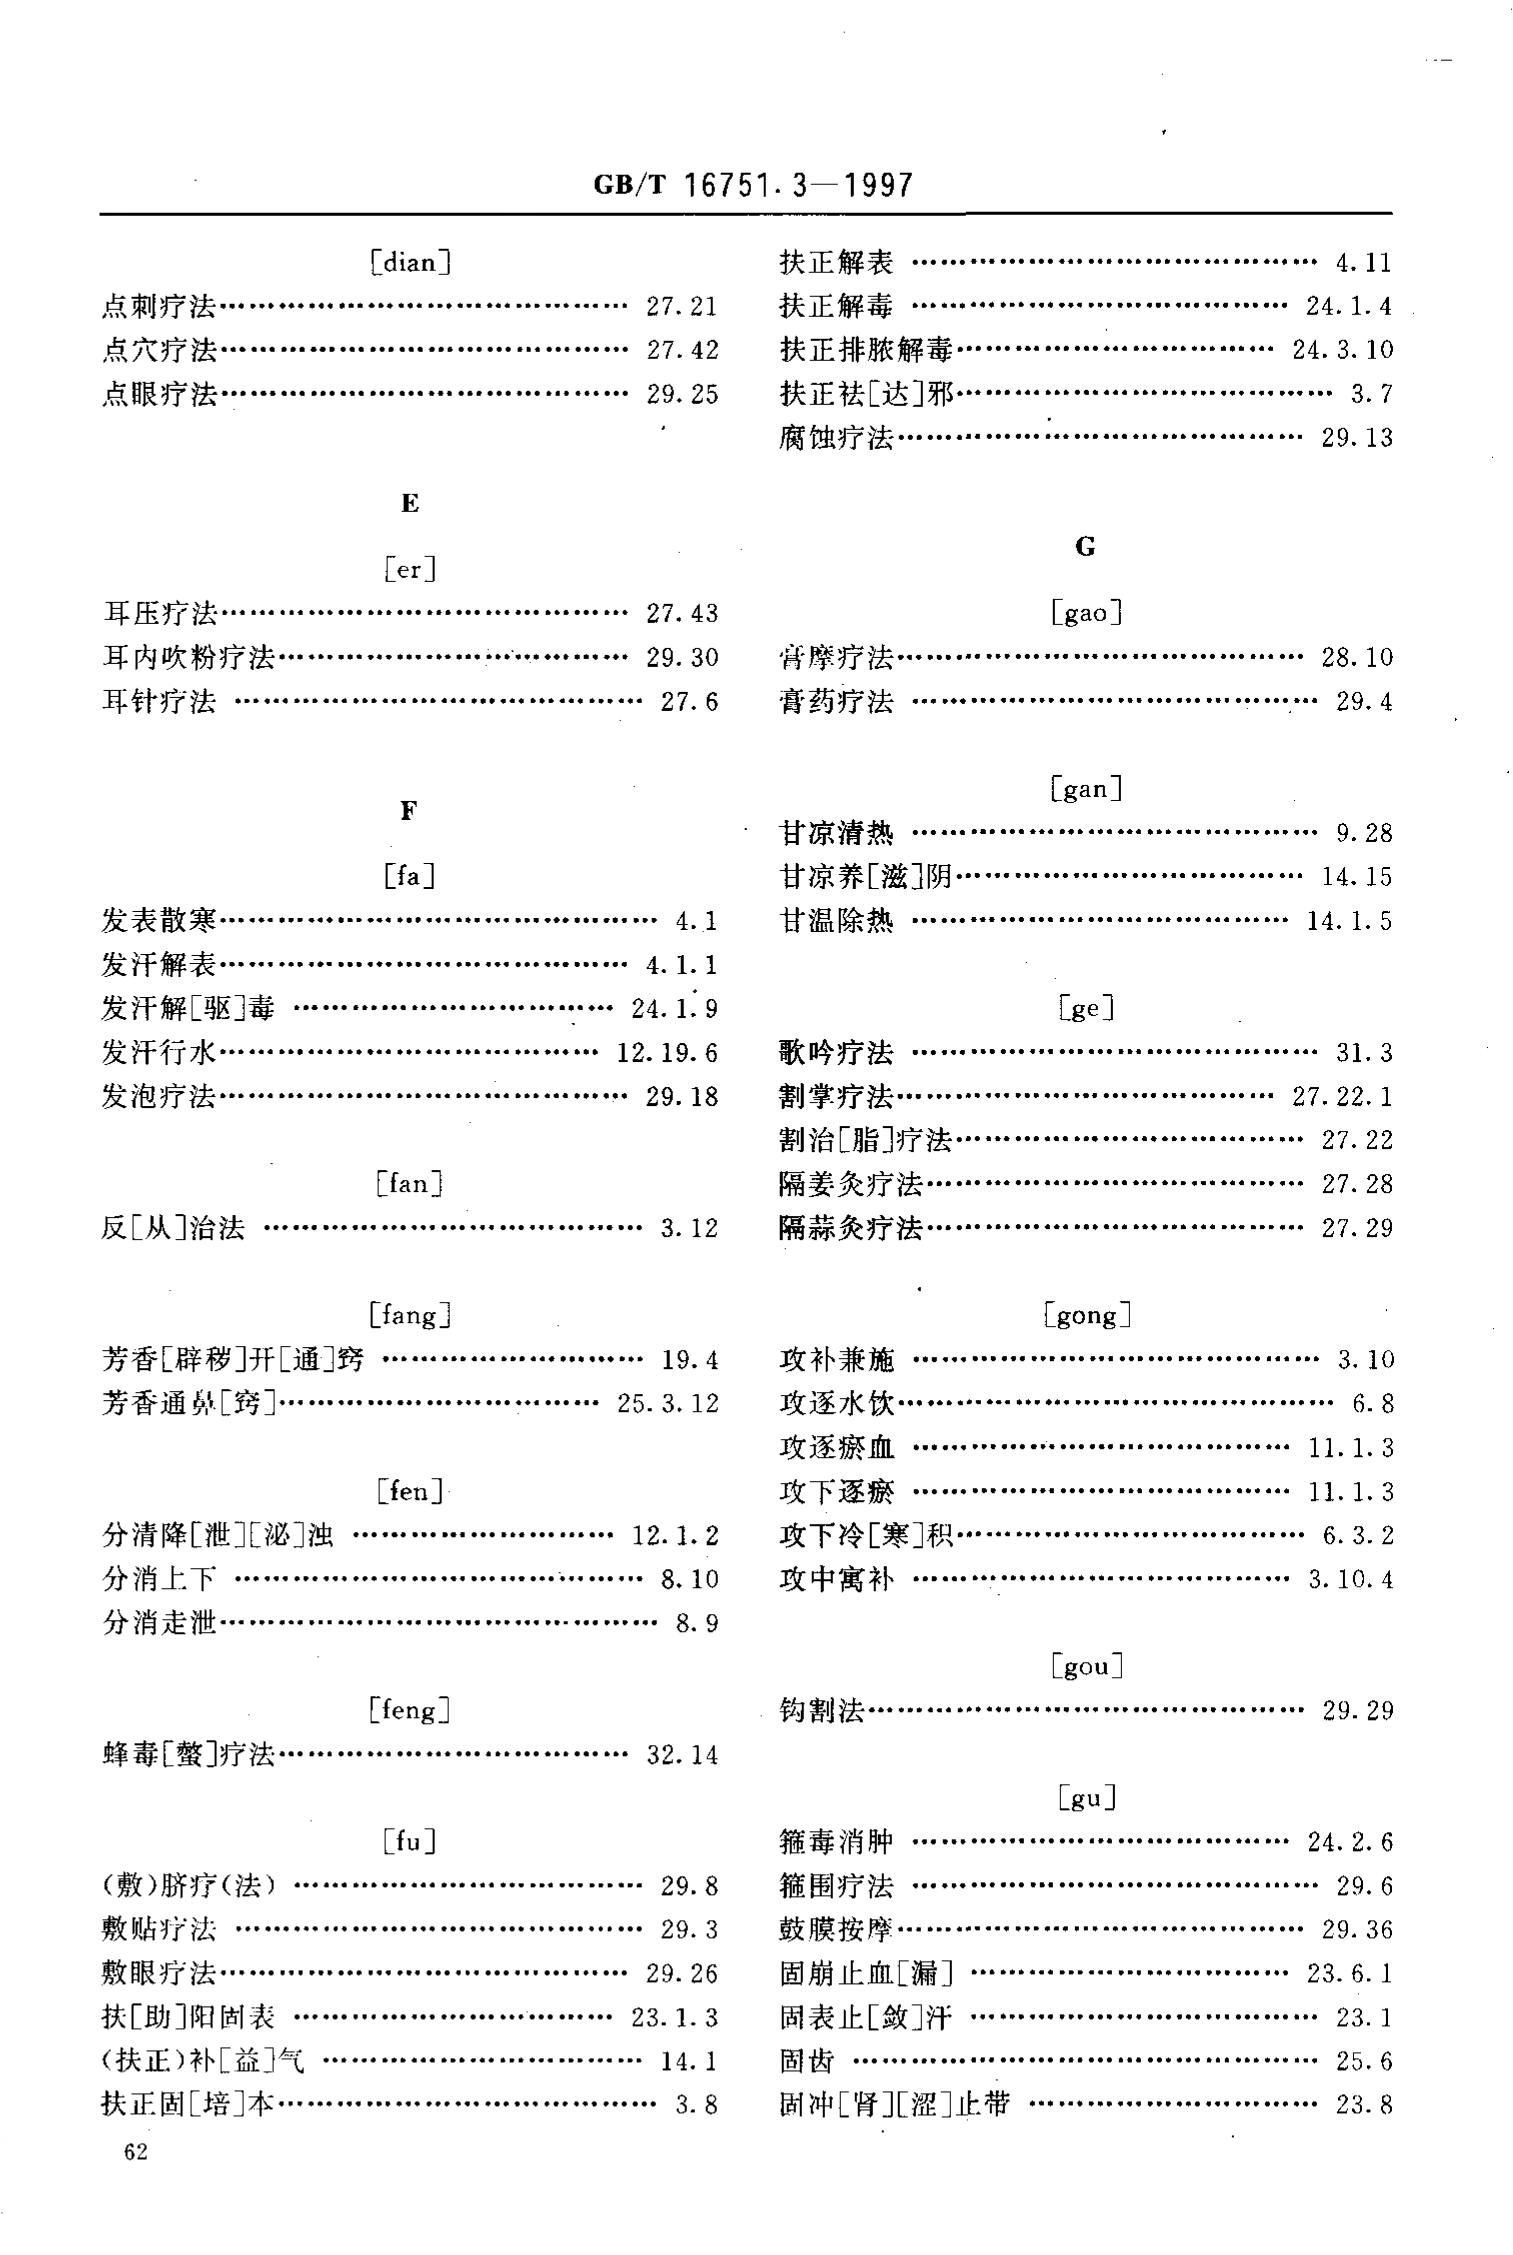 GB/T 16751.3—1997
[dian]
点刺疗法…………………………………… 27.21
点穴疗法…………………………………… 27.42
点眼疗法…………………………………… 29.25
E
[er]
耳压疗法…………………………………… 27.43
耳内吹粉疗法……………………………… 29.30
耳针疗法 …………………………………… 27.6
F
[fa]
发表散寒……………………………………… 4.1
发汗解表…………………………………… 4.1.1
发汗解[驱]毒 …………………………… 24.1.9
发汗行水………………………………… 12.19.6
发泡疗法…………………………………… 29.18
[fan]
反[从]治法 ………………………………… 3.12
[fang]
芳香[辟秽]开[通]窍 ……………………… 19.4
芳香通鼻[窍]…………………………… 25.3.12
[fen]
分清降[泄][泌]浊 ……………………… 12.1.2
分消上下 …………………………………… 8.10
分消走泄……………………………………… 8.9
[feng]
蜂毒[螫]疗法……………………………… 32.14
[fu]
(敷)脐疗(法) ……………………………… 29.8
敷贴疗法 …………………………………… 29.3
敷眼疗法…………………………………… 29.26
扶[助]阳固表 …………………………… 23.1.3
(扶正)补[益]气 …………………………… 14.1
扶正固[培]本………………………………… 3.8
扶正解表 …………………………………… 4.11
扶正解毒 ………………………………… 24.1.4
扶正排脓解毒…………………………… 24.3.10
扶正祛[达]邪………………………………… 3.7
腐蚀疗法…………………………………… 29.13
G
[gao]
膏摩疗法…………………………………… 28.10
膏药疗法 …………………………………… 29.4
[gan]
甘凉清热 …………………………………… 9.28
甘凉养[滋]阴……………………………… 14.15
甘温除热 ………………………………… 14.1.5
[ge]
歌吟疗法 …………………………………… 31.3
割掌疗法………………………………… 27.22.1
割治[脂]疗法……………………………… 27.22
隔姜灸疗法………………………………… 27.28
隔蒜灸疗法………………………………… 27.29
[gong]
攻补兼施 …………………………………… 3.10
攻逐水饮……………………………………… 6.8
攻逐瘀血 ………………………………… 11.1.3
攻下逐瘀 ………………………………… 11.1.3
攻下冷[寒]积……………………………… 6.3.2
攻中寓补 ………………………………… 3.10.4
[gou]
钩割法……………………………………… 29.29
[gu]
箍毒消肿 ………………………………… 24.2.6
箍围疗法 …………………………………… 29.6
鼓膜按摩…………………………………… 29.36
固崩止血[漏] …………………………… 23.6.1
固表止[敛]汗 ……………………………… 23.1
固齿 ………………………………………… 25.6
固冲[肾][涩]止带 ………………………… 23.8
62